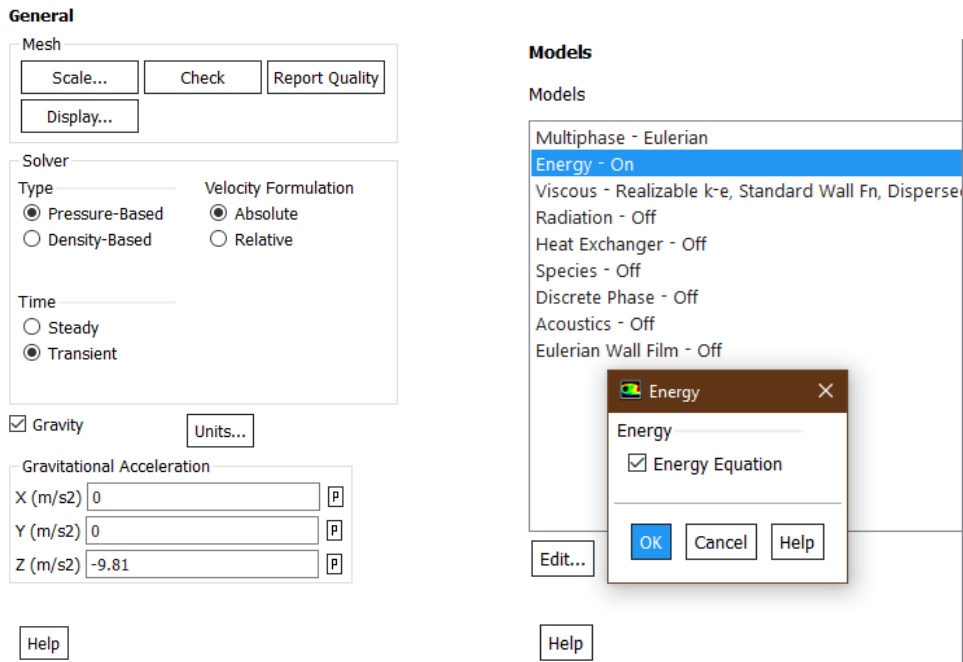 General
Mesh
Scale...
Check
Report Quality
Display...
Solver
Type
Velocity Formulation
Pressure-Based
Absolute
Density-Based
Relative
Time
Steady
Transient
Gravity
Units...
Gravitational Acceleration
X (m/s2) 0 P
Y (m/s2) 0 P
Z (m/s2) -9.81 P
Help
Models
Models
Multiphase - Eulerian
Energy - On
Viscous - Realizable k-e, Standard Wall Fn, Disperse
Radiation - Off
Heat Exchanger - Off
Species - Off
Discrete Phase - Off
Acoustics - Off
Eulerian Wall Film - Off
Energy
Energy
Energy Equation
OK
Cancel
Help
Edit...
Help